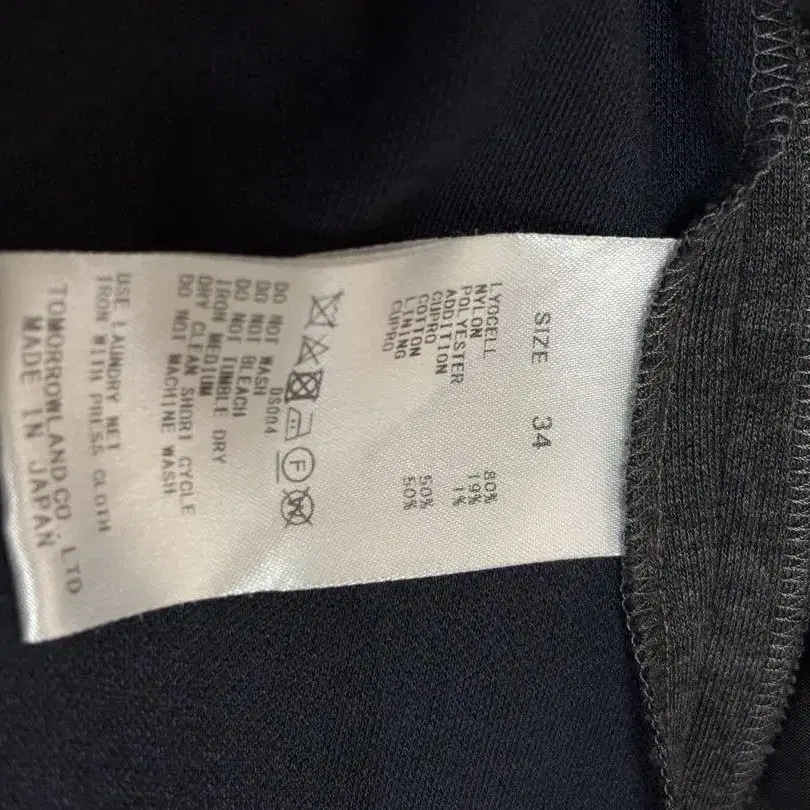 SIZE 34
LYOCELL 80%
NYLON 19%
POLYESTER 1%
ADDITION
CUPRO 50%
COTTON 50%
LINING
CUPRO
F W
DS004
DO NOT WASH
DO NOT BLEACH
DO NOT TUMBLE DRY
IRON MEDIUM
DRY CLEAN SHORT CYCLE
DO NOT MACHINE WASH
USE LAUNDRY NET
IRON WITH PRESS CLOTH
TOMORROWLAND CO., LTD
MADE IN JAPAN